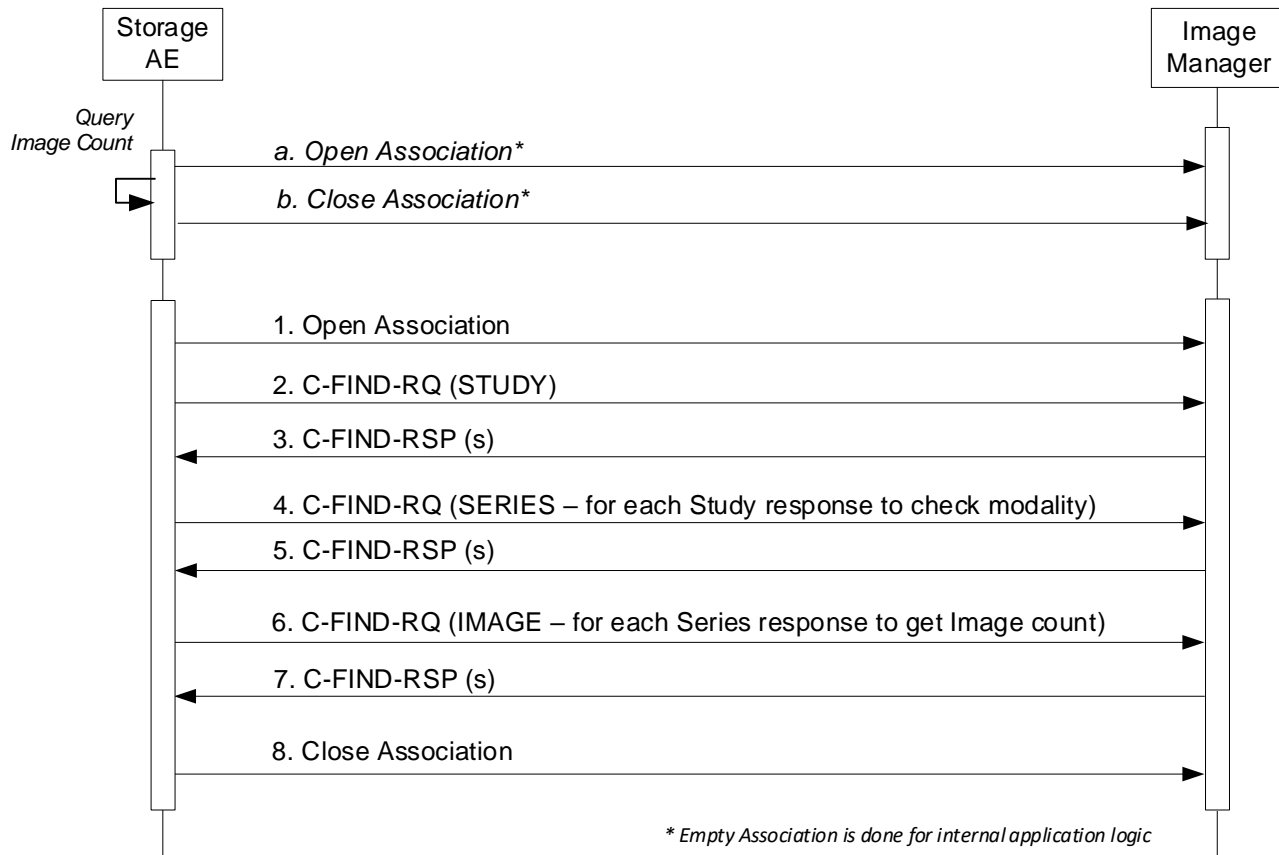 Storage
AE
Image
Manager
Query
Image Count
a. Open Association*
b. Close Association*
1. Open Association
2. C-FIND-RQ (STUDY)
3. C-FIND-RSP (s)
4. C-FIND-RQ (SERIES – for each Study response to check modality)
5. C-FIND-RSP (s)
6. C-FIND-RQ (IMAGE – for each Series response to get Image count)
7. C-FIND-RSP (s)
8. Close Association
* Empty Association is done for internal application logic